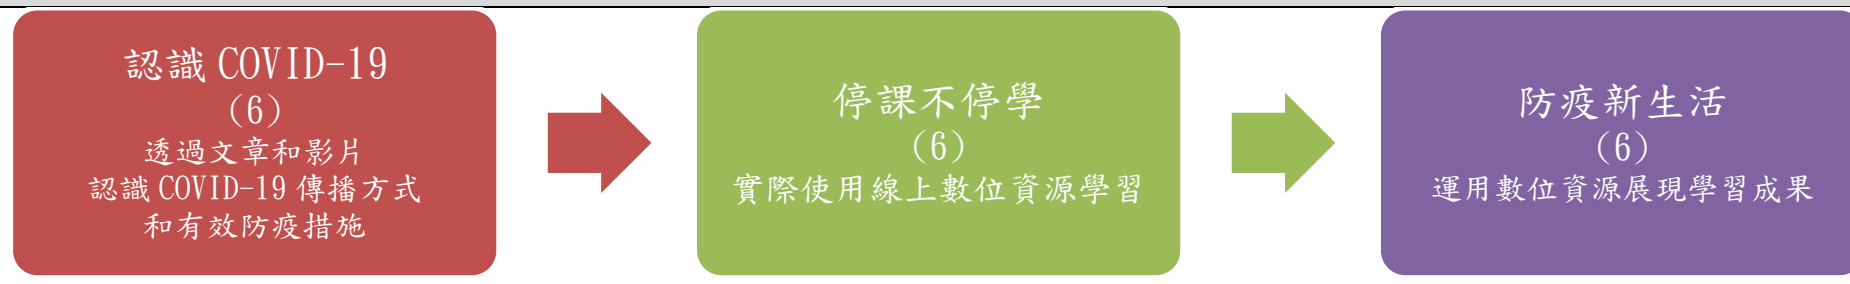 認識 COVID-19
(6)
透過文章和影片
認識 COVID-19 傳播方式
和有效防疫措施
停課不停學
(6)
實際使用線上數位資源學習
防疫新生活
(6)
運用數位資源展現學習成果